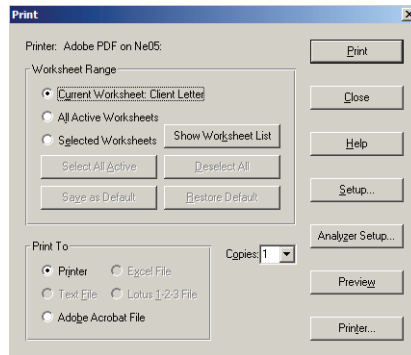 Print
Printer: Adobe PDF on Ne05:
Worksheet Range
Current Worksheet: Client Letter
All Active Worksheets
Selected Worksheets
Show Worksheet List
Select All Active
Deselect All
Save as Default
Restore Default
Print To
Printer
Excel File
Text File
Lotus 1-2-3 File
Adobe Acrobat File
Copies: 1
Print
Close
Help
Setup...
Analyzer Setup...
Preview
Printer...